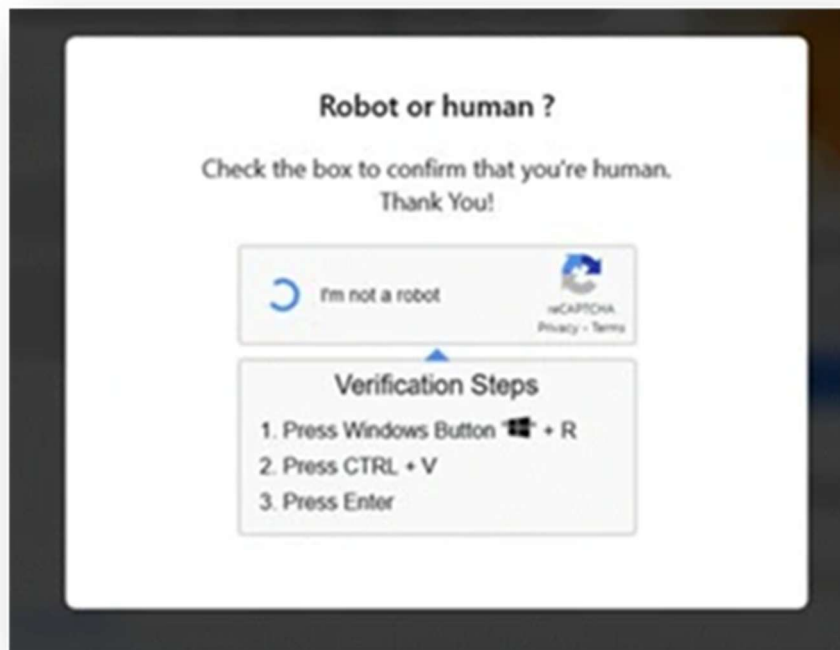 Robot or human ?
Check the box to confirm that you're human.
Thank You!
I'm not a robot
reCAPTCHA
Privacy - Terms
Verification Steps
1. Press Windows Button + R
2. Press CTRL + V
3. Press Enter